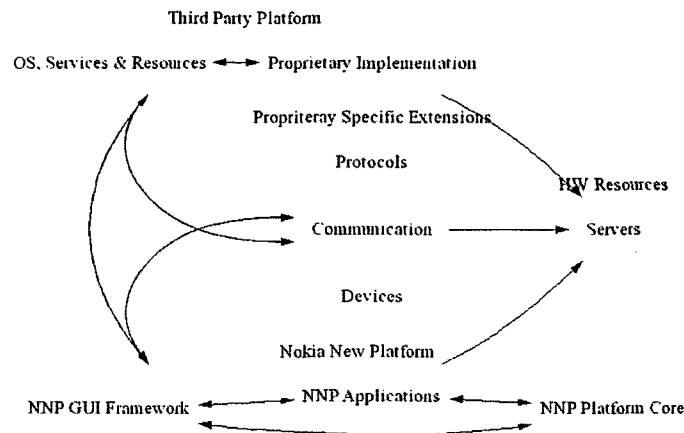 Third Party Platform
OS, Services & Resources
Proprietary Implementation
Propriteray Specific Extensions
Protocols
HW Resources
Communication
Servers
Devices
Nokia New Platform
NNP GUI Framework
NNP Applications
NNP Platform Core